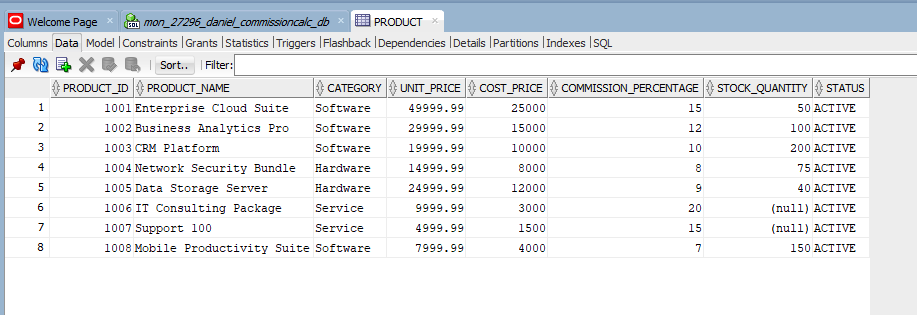 Welcome Page mon_27296_daniel_commissioncalc_db PRODUCT
Columns Data Model Constraints Grants Statistics Triggers Flashback Dependencies Details Partitions Indexes SQL
Sort.. Filter:
PRODUCT_ID PRODUCT_NAME CATEGORY UNIT_PRICE COST_PRICE COMMISSION_PERCENTAGE STOCK_QUANTITY STATUS
1 1001 Enterprise Cloud Suite Software 49999.99 25000 15 50 ACTIVE
2 1002 Business Analytics Pro Software 29999.99 15000 12 100 ACTIVE
3 1003 CRM Platform Software 19999.99 10000 10 200 ACTIVE
4 1004 Network Security Bundle Hardware 14999.99 8000 8 75 ACTIVE
5 1005 Data Storage Server Hardware 24999.99 12000 9 40 ACTIVE
6 1006 IT Consulting Package Service 9999.99 3000 20 (null) ACTIVE
7 1007 Support 100 Service 4999.99 1500 15 (null) ACTIVE
8 1008 Mobile Productivity Suite Software 7999.99 4000 7 150 ACTIVE